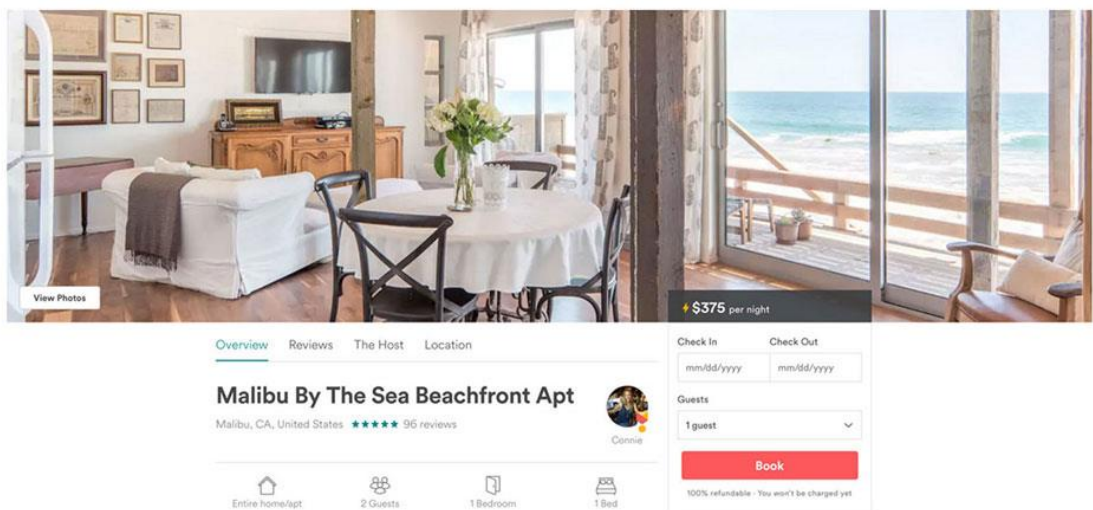 View Photos
$375 per night
Overview Reviews The Host Location
Check In Check Out
mm/dd/yyyy mm/dd/yyyy
Malibu By The Sea Beachfront Apt
Malibu, CA, United States ★★★★★ 96 reviews
Connie
Guests
1 guest
Book
100% refundable · You won't be charged yet
Entire home/apt 2 Guests 1 Bedroom 1 Bed